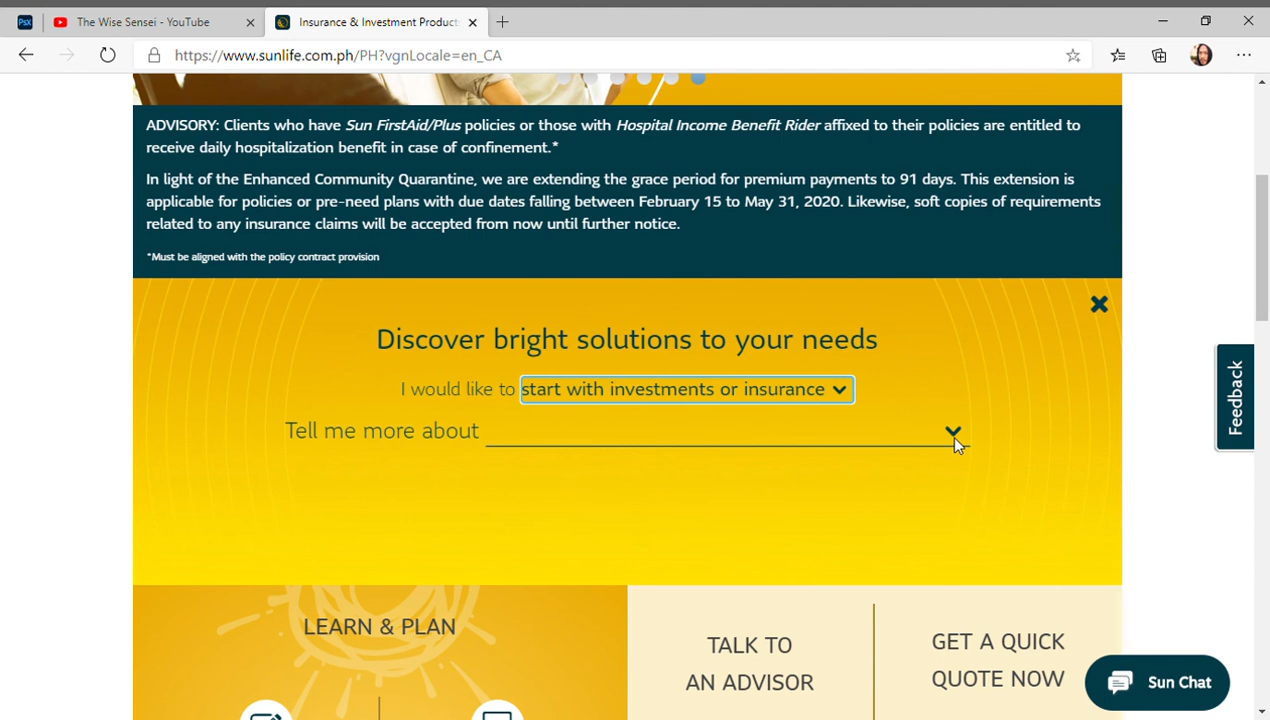 The Wise Sensei - YouTube
Insurance & Investment Products
https://www.sunlife.com.ph/PH?vgnLocale=en_CA
ADVISORY: Clients who have Sun FirstAid/Plus policies or those with Hospital Income Benefit Rider affixed to their policies are entitled to
receive daily hospitalization benefit in case of confinement.*
In light of the Enhanced Community Quarantine, we are extending the grace period for premium payments to 91 days. This extension is
applicable for policies or pre-need plans with due dates falling between February 15 to May 31, 2020. Likewise, soft copies of requirements
related to any insurance claims will be accepted from now until further notice.
*Must be aligned with the policy contract provision
Discover bright solutions to your needs
I would like to start with investments or insurance
Tell me more about
Feedback
LEARN & PLAN
TALK TO
AN ADVISOR
GET A QUICK
QUOTE NOW
Sun Chat